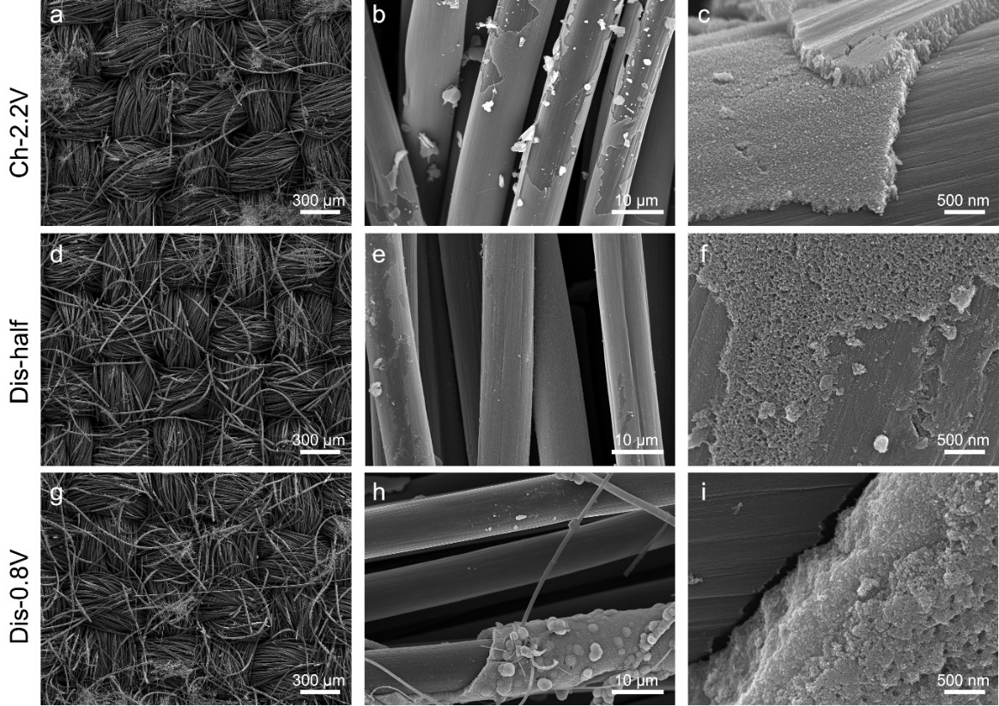 Ch-2.2V
a
300 µm
b
10 µm
c
500 nm
Dis-half
d
300 µm
e
10 µm
f
500 nm
Dis-0.8V
g
300 µm
h
10 µm
i
500 nm